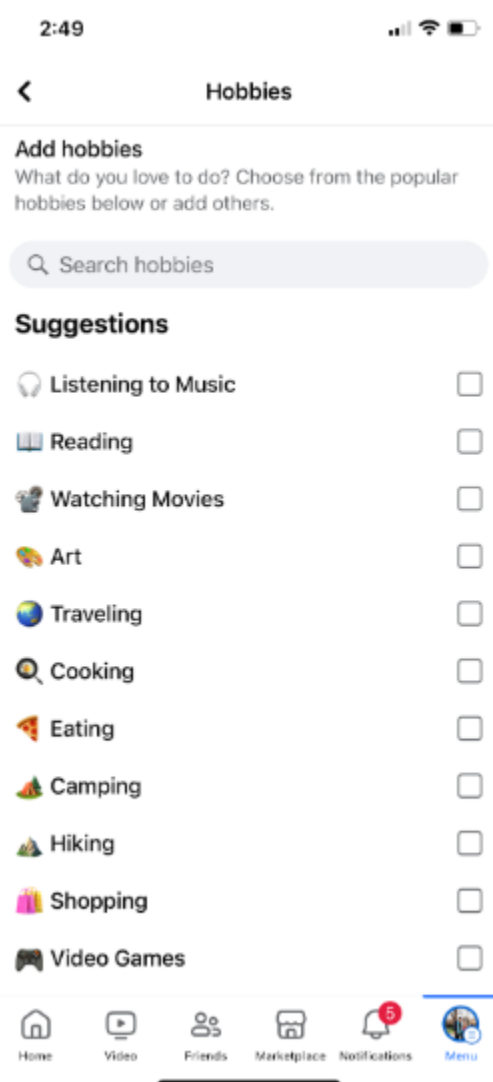 2:49
Hobbies
Add hobbies
What do you love to do? Choose from the popular
hobbies below or add others.
Search hobbies
Suggestions
Listening to Music
Reading
Watching Movies
Art
Traveling
Cooking
Eating
Camping
Hiking
Shopping
Video Games
5
Home Video Friends Marketplace Notifications Menu